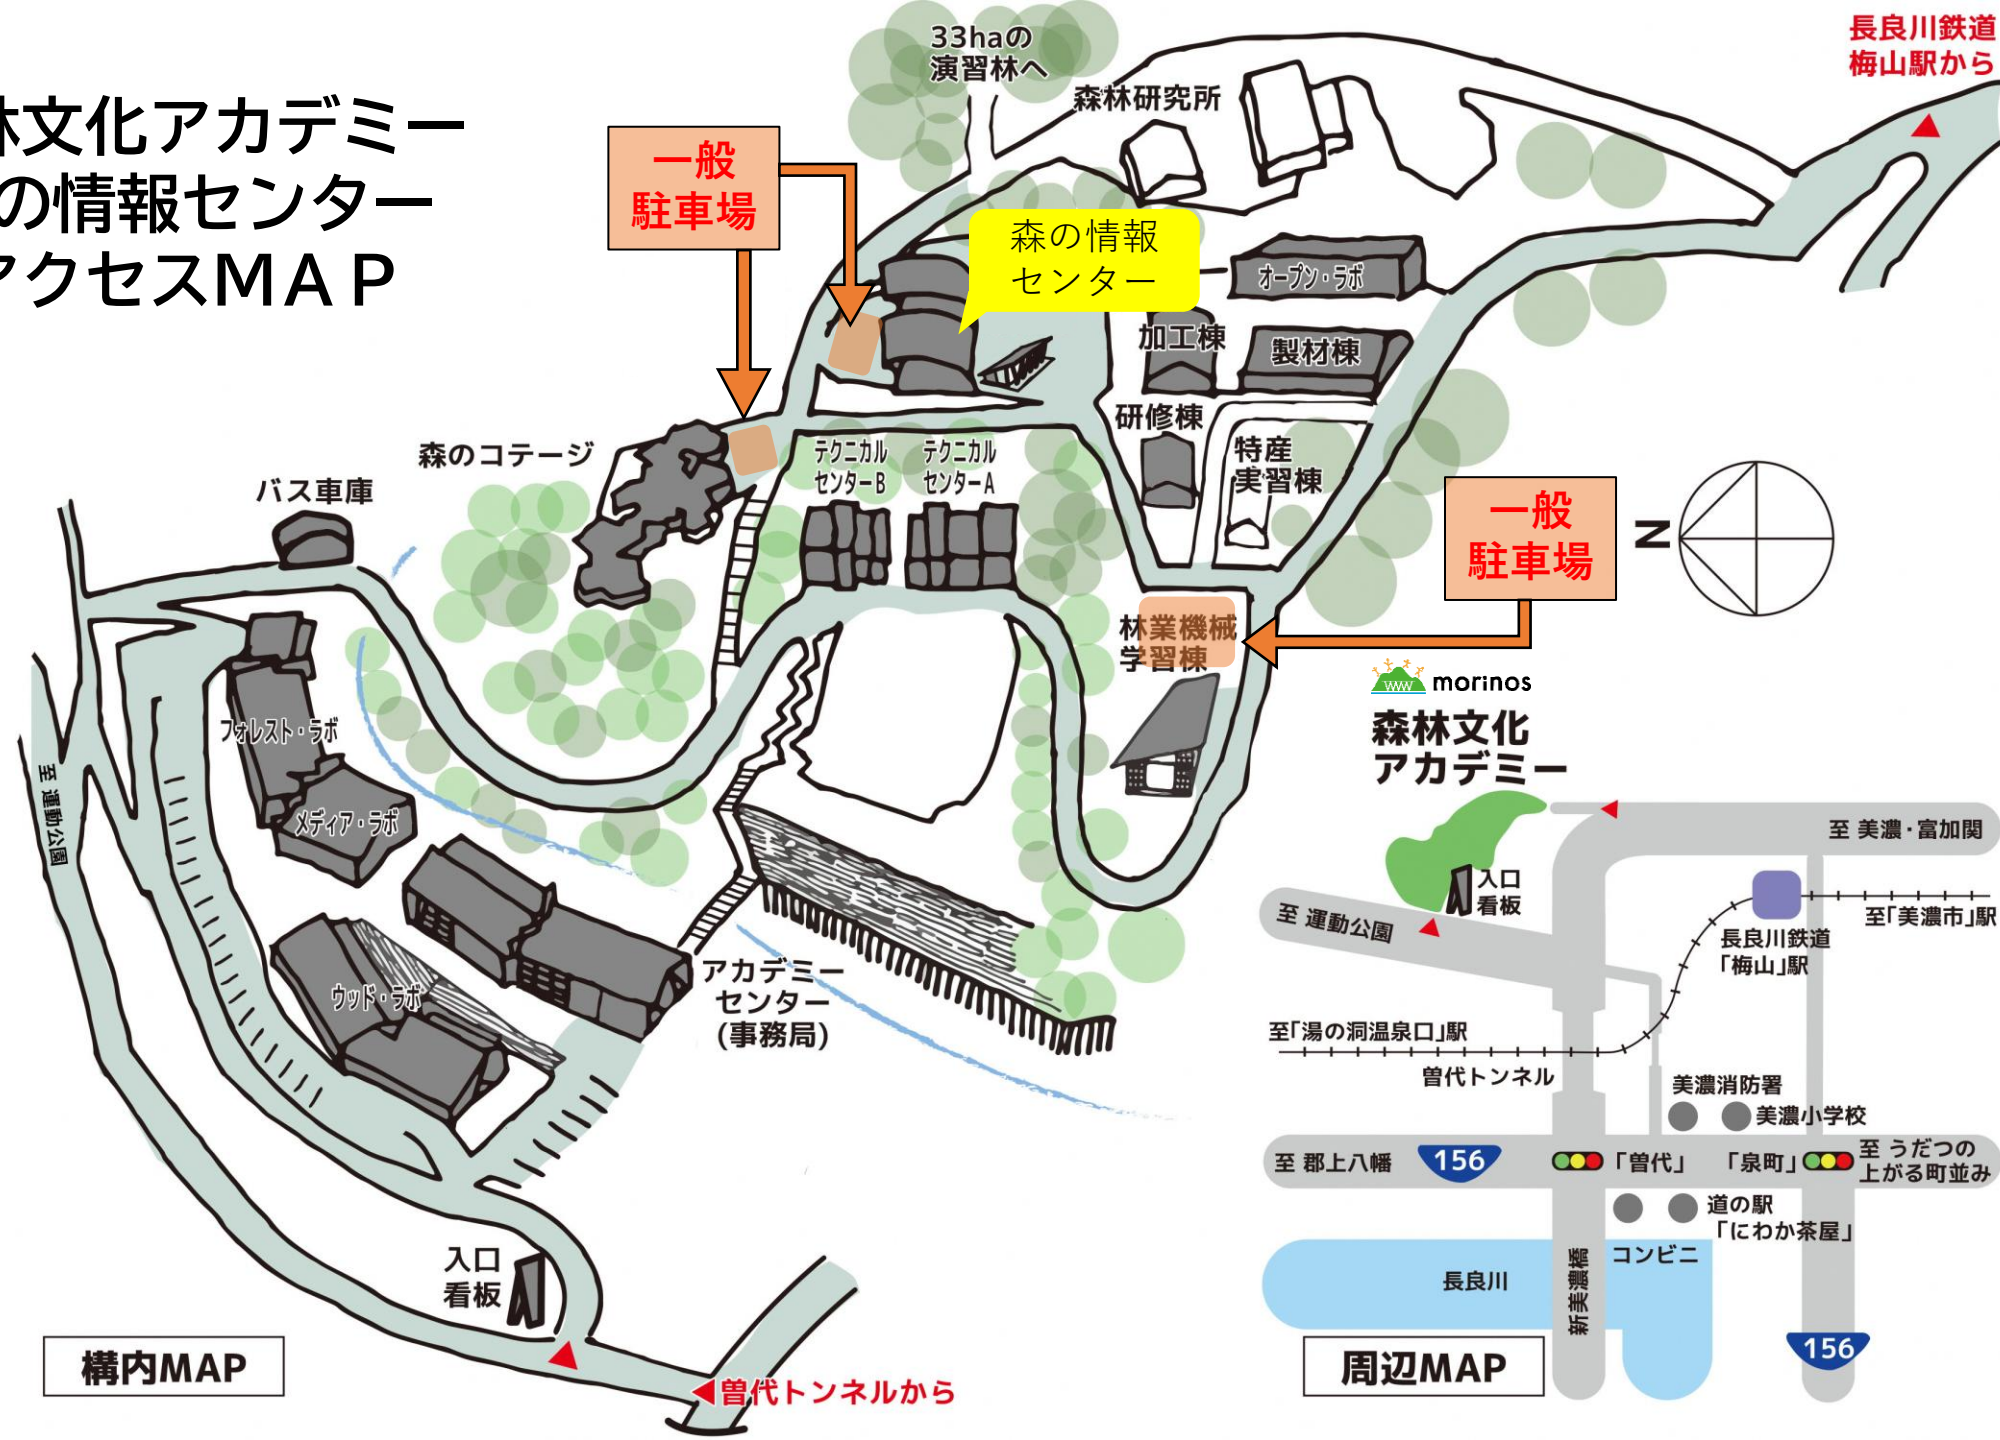 林文化アカデミー
の情報センター
アクセスMAP
33haの
演習林へ
森林研究所
長良川鉄道
梅山駅から
一般
駐車場
森の情報
センター
オープン・ラボ
加工棟
製材棟
研修棟
特産
実習棟
森のコテージ
バス車庫
テクニカル
センターB
テクニカル
センターA
一般
駐車場
N
林業機械
学習棟
フォレスト・ラボ
メディア・ラボ
至 運動公園
ウッド・ラボ
アカデミー
センター
(事務局)
入口
看板
構内MAP
曽代トンネルから
morinos
森林文化
アカデミー
至 美濃・富加関
入口
看板
至 運動公園
至「美濃市」駅
長良川鉄道
「梅山」駅
至「湯の洞温泉口」駅
曽代トンネル
美濃消防署
美濃小学校
至 郡上八幡
156
「曽代」
「泉町」
至 うだつの
上がる町並み
道の駅
「にわか茶屋」
コンビニ
長良川
新美濃橋
156
周辺MAP